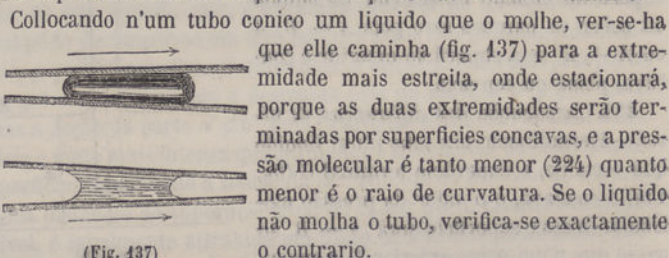 Collocando n'um tubo conico um liquido que o molhe, ver-se-ha
que elle caminha (fig. 137) para a extre-
midade mais estreita, onde estacionará,
porque as duas extremidades serão ter-
minadas por superficies concavas, e a pres-
são molecular é tanto menor (224) quanto
menor é o raio de curvatura. Se o liquido
não molha o tubo, verifica-se exactamente
o contrario.
(Fig. 137)